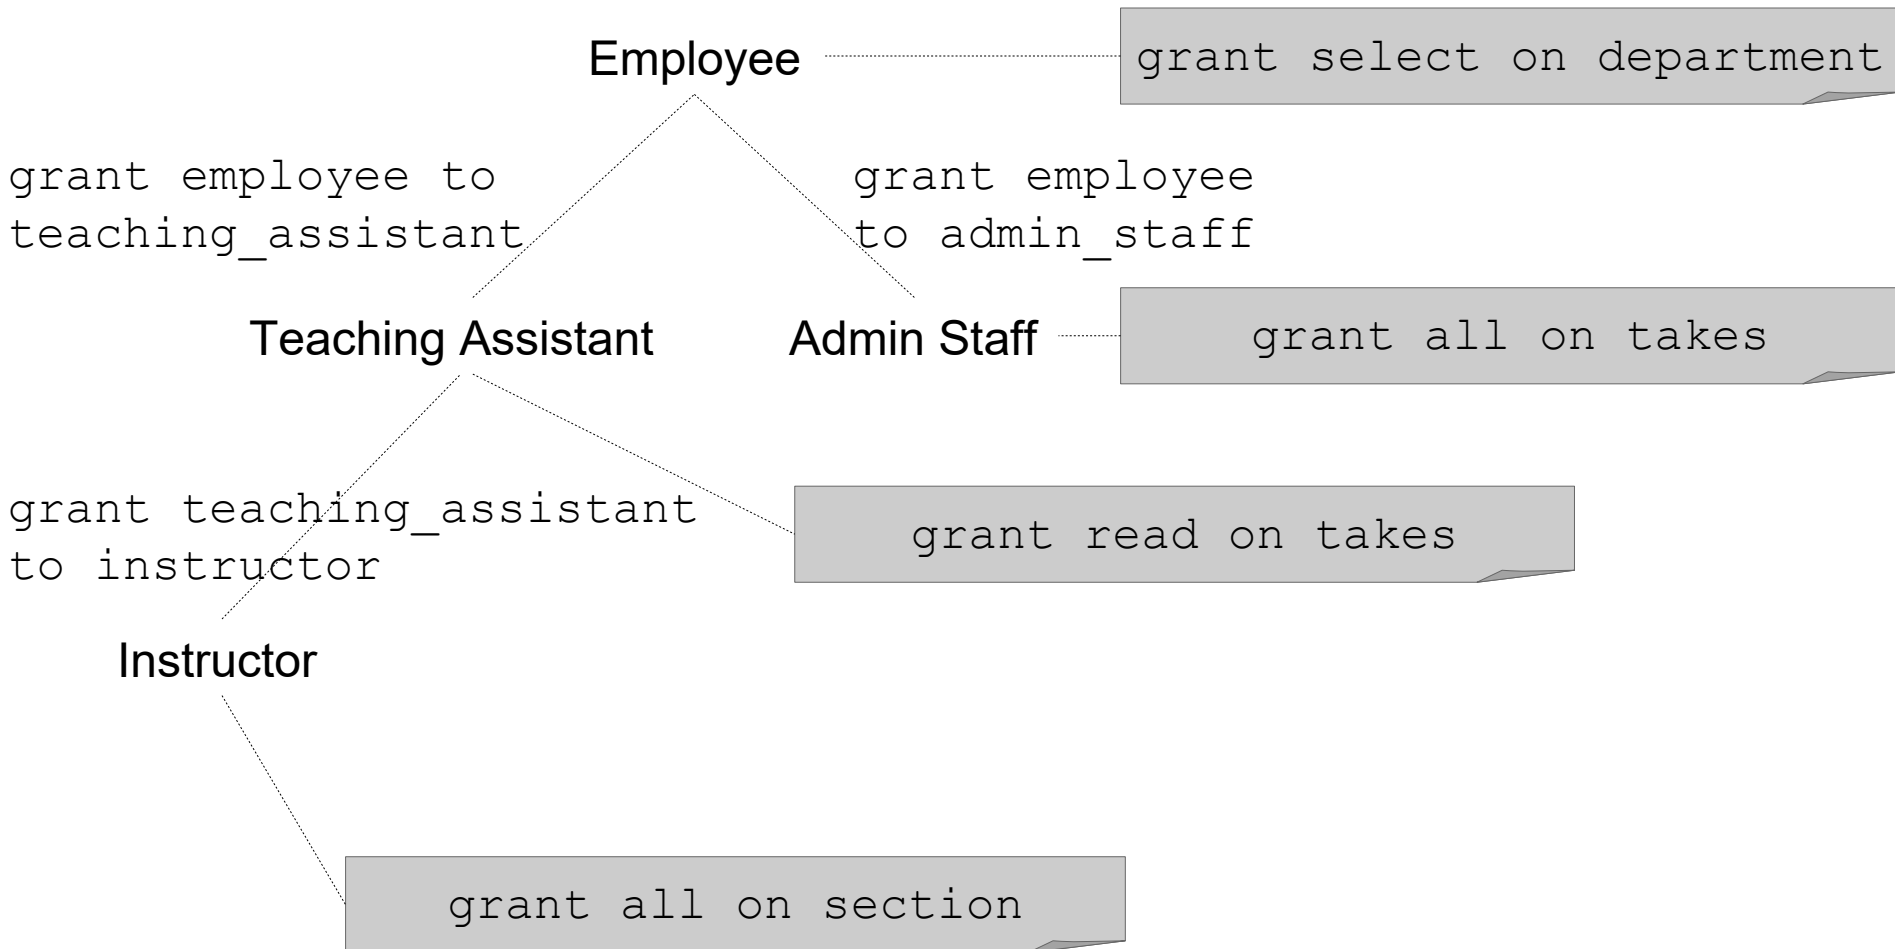 Employee
grant select on department
grant employee to
teaching_assistant
grant employee
to admin_staff
Teaching Assistant
Admin Staff
grant all on takes
grant teaching_assistant
to instructor
grant read on takes
Instructor
grant all on section